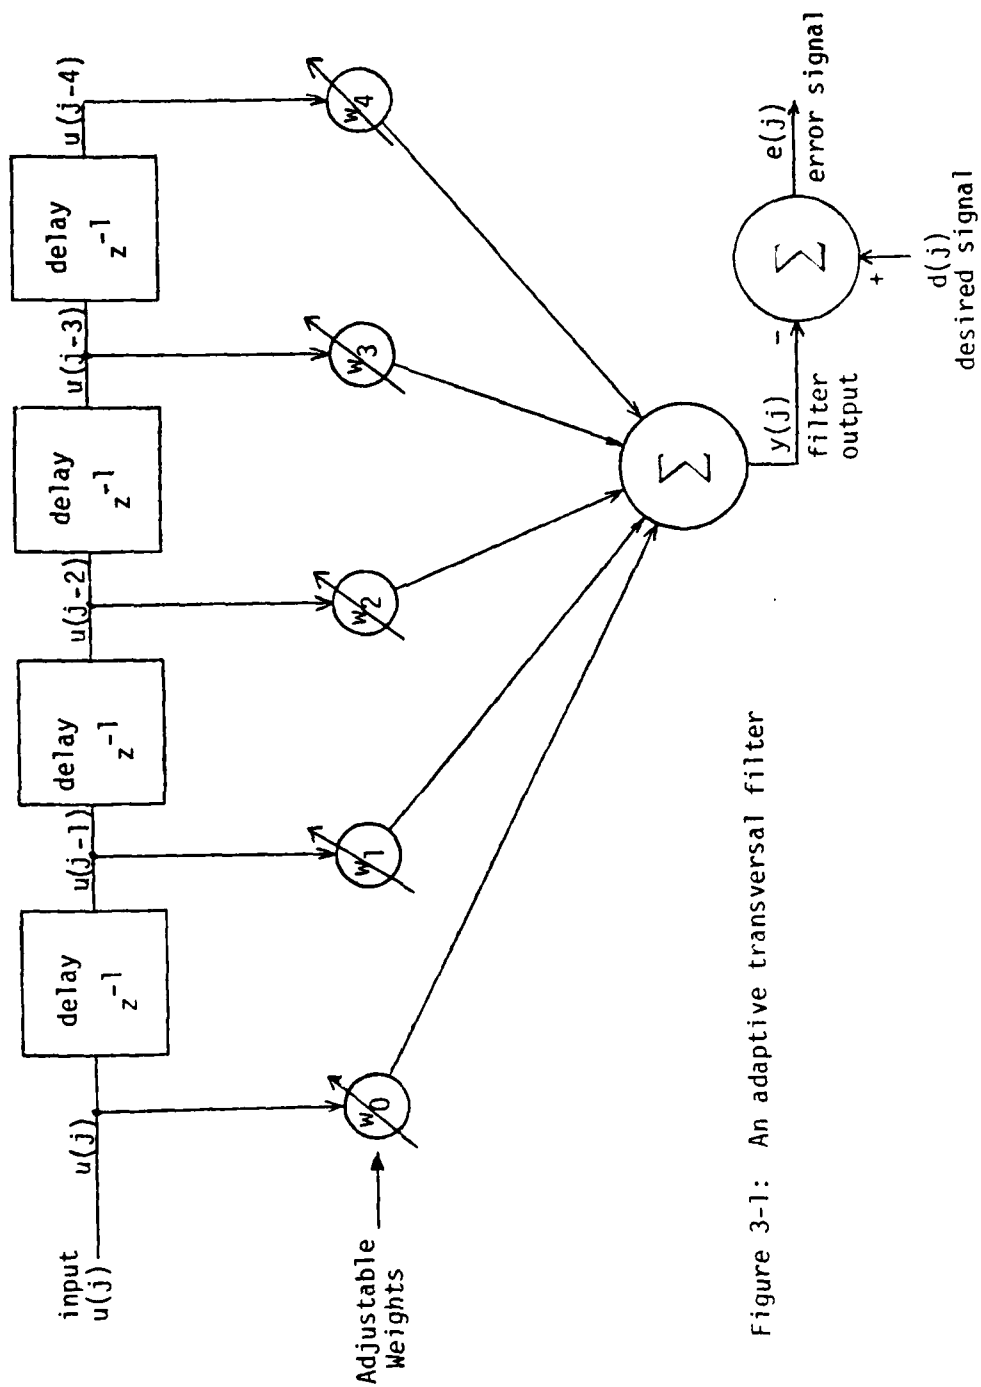 input
u(j)
u(j)
delay
z⁻¹
u(j-1)
delay
z⁻¹
u(j-2)
delay
z⁻¹
u(j-3)
delay
z⁻¹
u(j-4)
Adjustable
Weights
w0
w1
w2
w3
w4
Σ
y(j)
filter
output
-
Σ
+
d(j)
desired signal
e(j)
error signal
Figure 3-1: An adaptive transversal filter